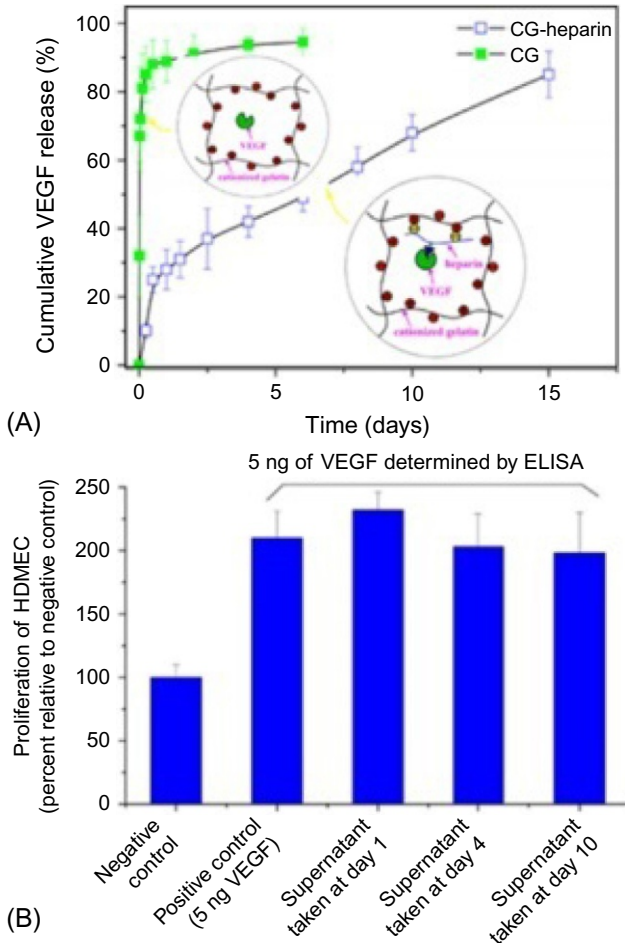 100
80
60
40
20
0
Cumulative VEGF release (%)
CG-heparin
CG
VEGF
cationized gelatin
heparin
VEGF
cationized gelatin
0
5
10
15
Time (days)
(A)
5 ng of VEGF determined by ELISA
250
200
150
100
50
0
Proliferation of HDMEC
(percent relative to negative control)
Negative
control
Positive control
(5 ng VEGF)
Supernatant
taken at day 1
Supernatant
taken at day 4
Supernatant
taken at day 10
(B)